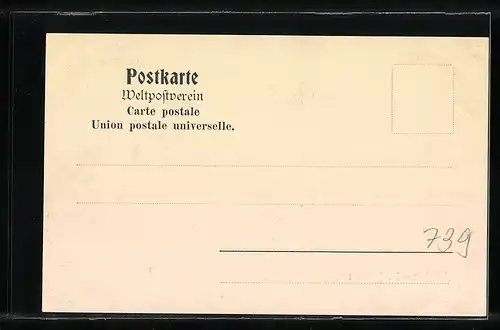 Postkarte
Weltpostverein
Carte postale
Union postale universelle.
739